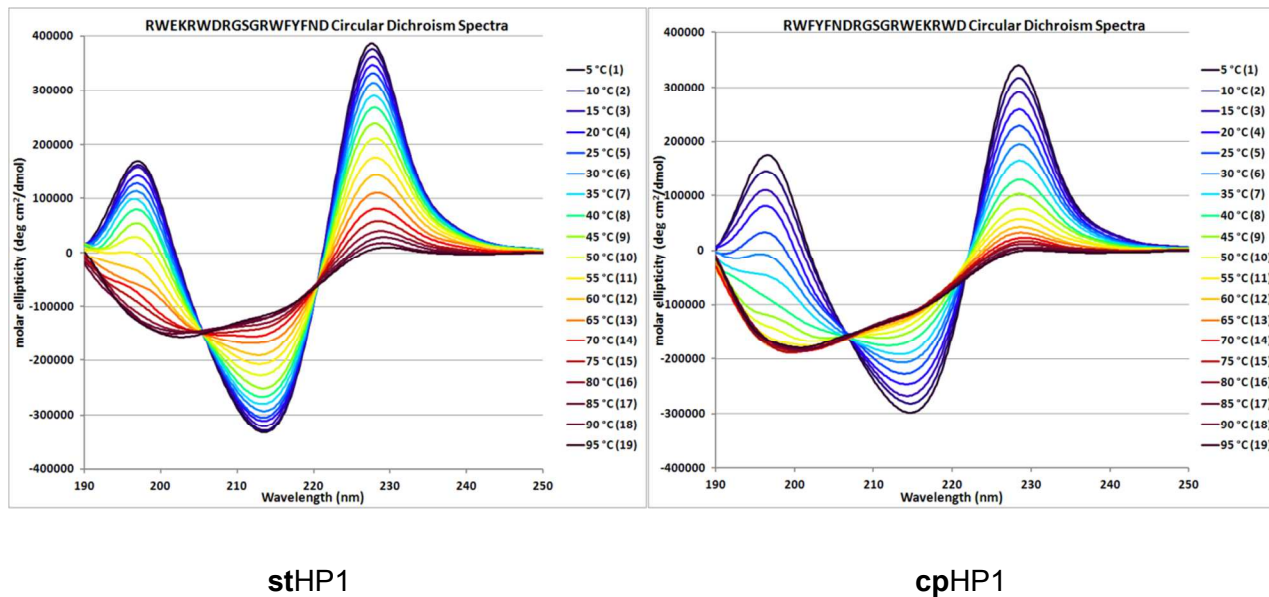 RWEKRWDRGSGRWFYFND Circular Dichroism Spectra
400000
300000
200000
100000
0
-100000
-200000
-300000
-400000
molar ellipticity (deg cm²/dmol)
190
200
210
220
230
240
250
Wavelength (nm)
5 °C (1)
10 °C (2)
15 °C (3)
20 °C (4)
25 °C (5)
30 °C (6)
35 °C (7)
40 °C (8)
45 °C (9)
50 °C (10)
55 °C (11)
60 °C (12)
65 °C (13)
70 °C (14)
75 °C (15)
80 °C (16)
85 °C (17)
90 °C (18)
95 °C (19)
RWFYFNDRGSGRWEKRWD Circular Dichroism Spectra
400000
300000
200000
100000
0
-100000
-200000
-300000
-400000
molar ellipticity (deg cm²/dmol)
190
200
210
220
230
240
250
Wavelength (nm)
5 °C (1)
10 °C (2)
15 °C (3)
20 °C (4)
25 °C (5)
30 °C (6)
35 °C (7)
40 °C (8)
45 °C (9)
50 °C (10)
55 °C (11)
60 °C (12)
65 °C (13)
70 °C (14)
75 °C (15)
80 °C (16)
85 °C (17)
90 °C (18)
95 °C (19)
stHP1
cpHP1